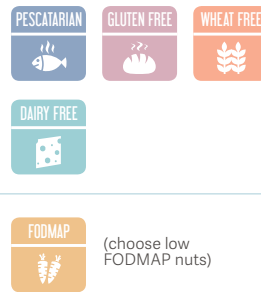 PESCATARIAN
GLUTEN FREE
WHEAT FREE
DAIRY FREE
FODMAP
(choose low
FODMAP nuts)